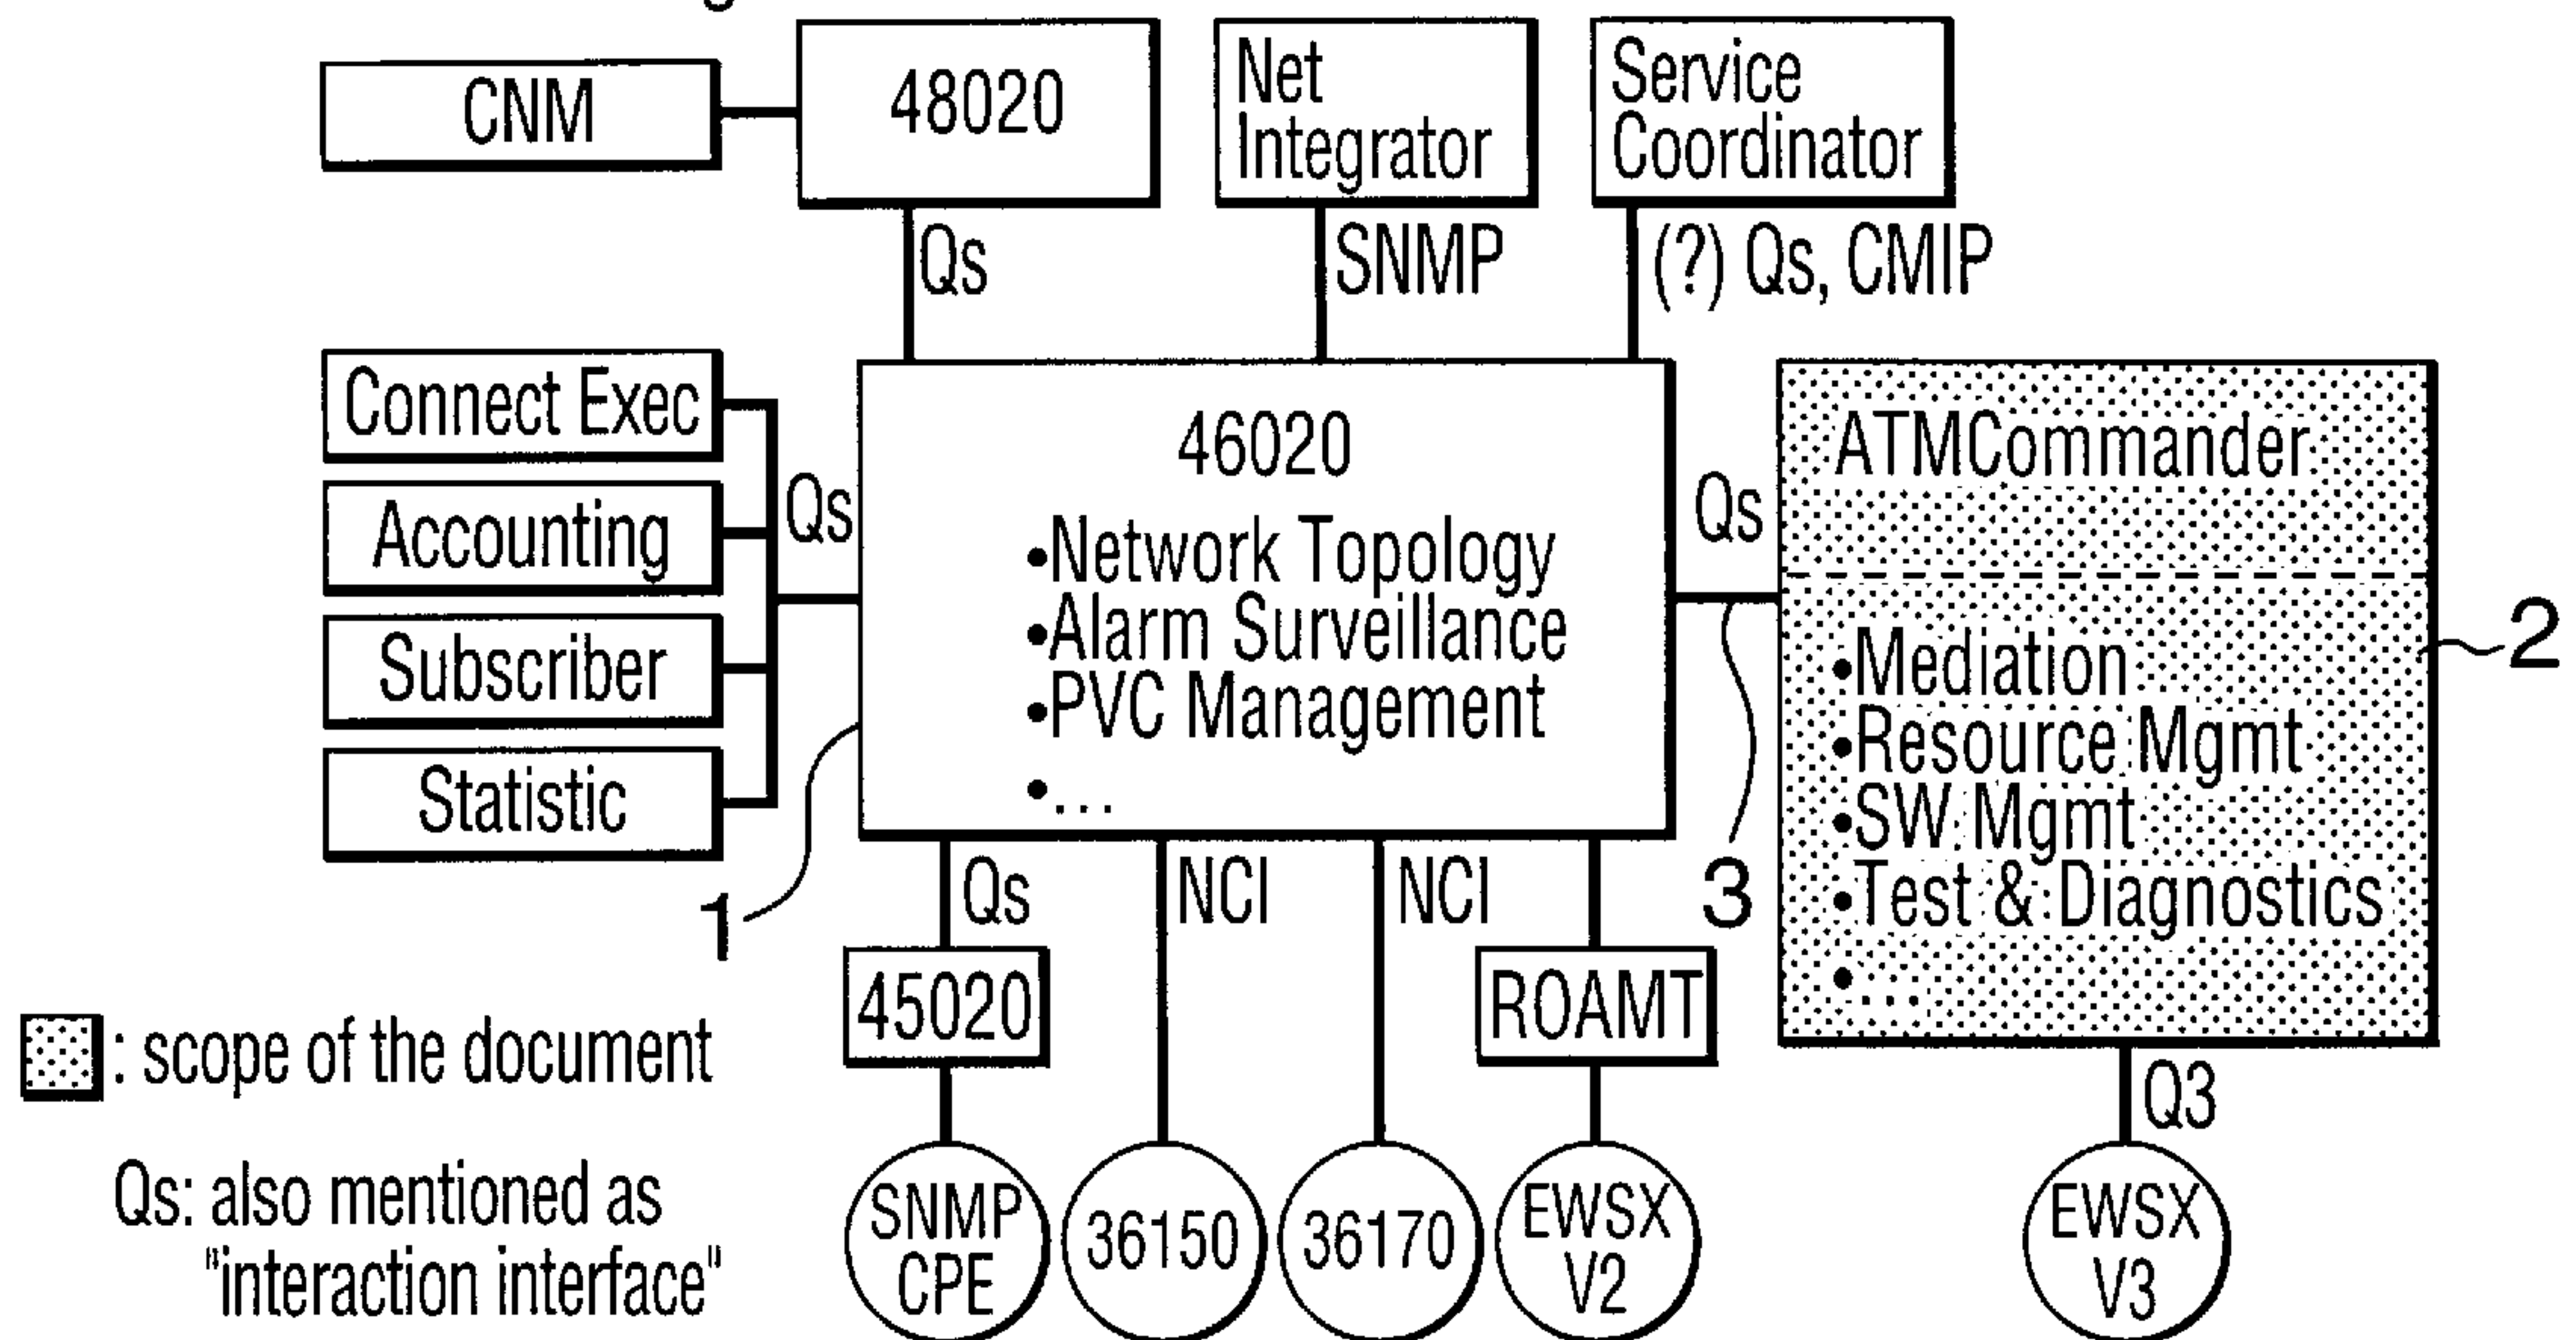 CNM
48020
Net
Integrator
Service
Coordinator
Qs
SNMP
(?) Qs, CMIP
Connect Exec
Accounting
Subscriber
Statistic
Qs
46020
•Network Topology
•Alarm Surveillance
•PVC Management
•...
Qs
ATMCommander
•Mediation
•Resource Mgmt
•SW Mgmt
•Test & Diagnostics
•...
2
1
3
Qs
NCI
NCI
45020
ROAMT
Q3
: scope of the document
Qs: also mentioned as
"interaction interface"
SNMP
CPE
36150
36170
EWSX
V2
EWSX
V3